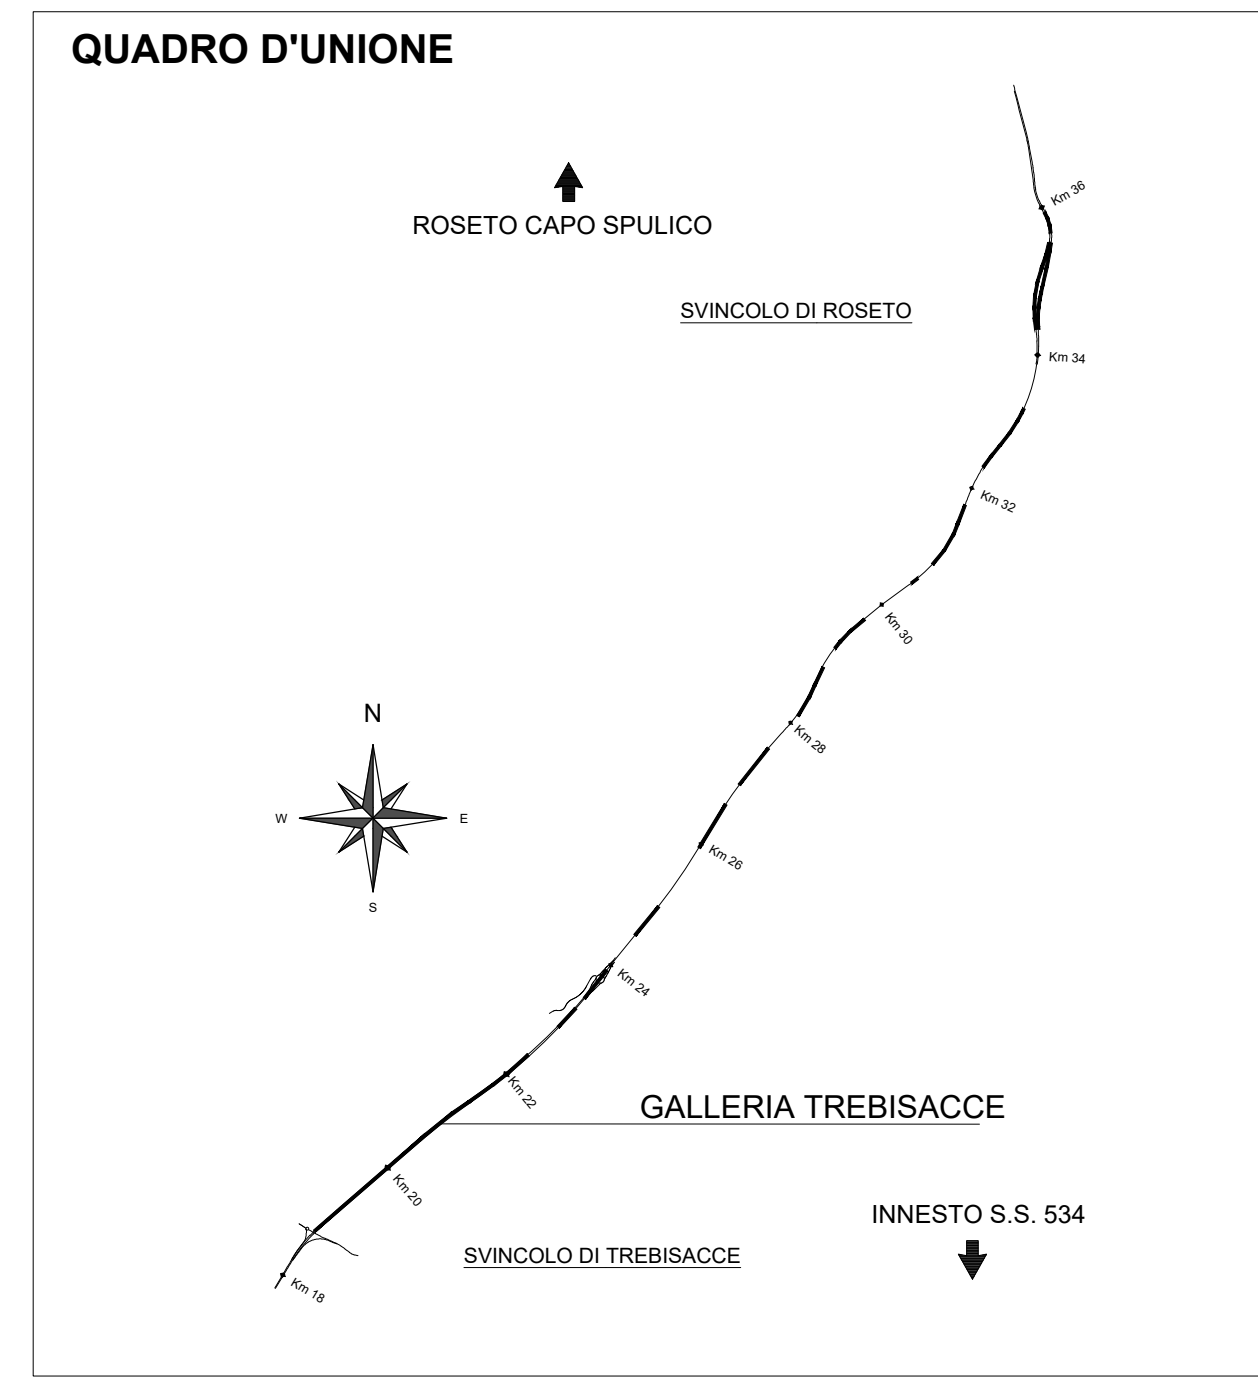 QUADRO D'UNIONE
Km 36
ROSETO CAPO SPULICO
SVINCOLO DI ROSETO
Km 34
Km 32
Km 30
N
Km 28
W
E
Km 26
S
Km 24
Km 22
GALLERIA TREBISACCE
Km 20
INNESTO S.S. 534
SVINCOLO DI TREBISACCE
Km 18